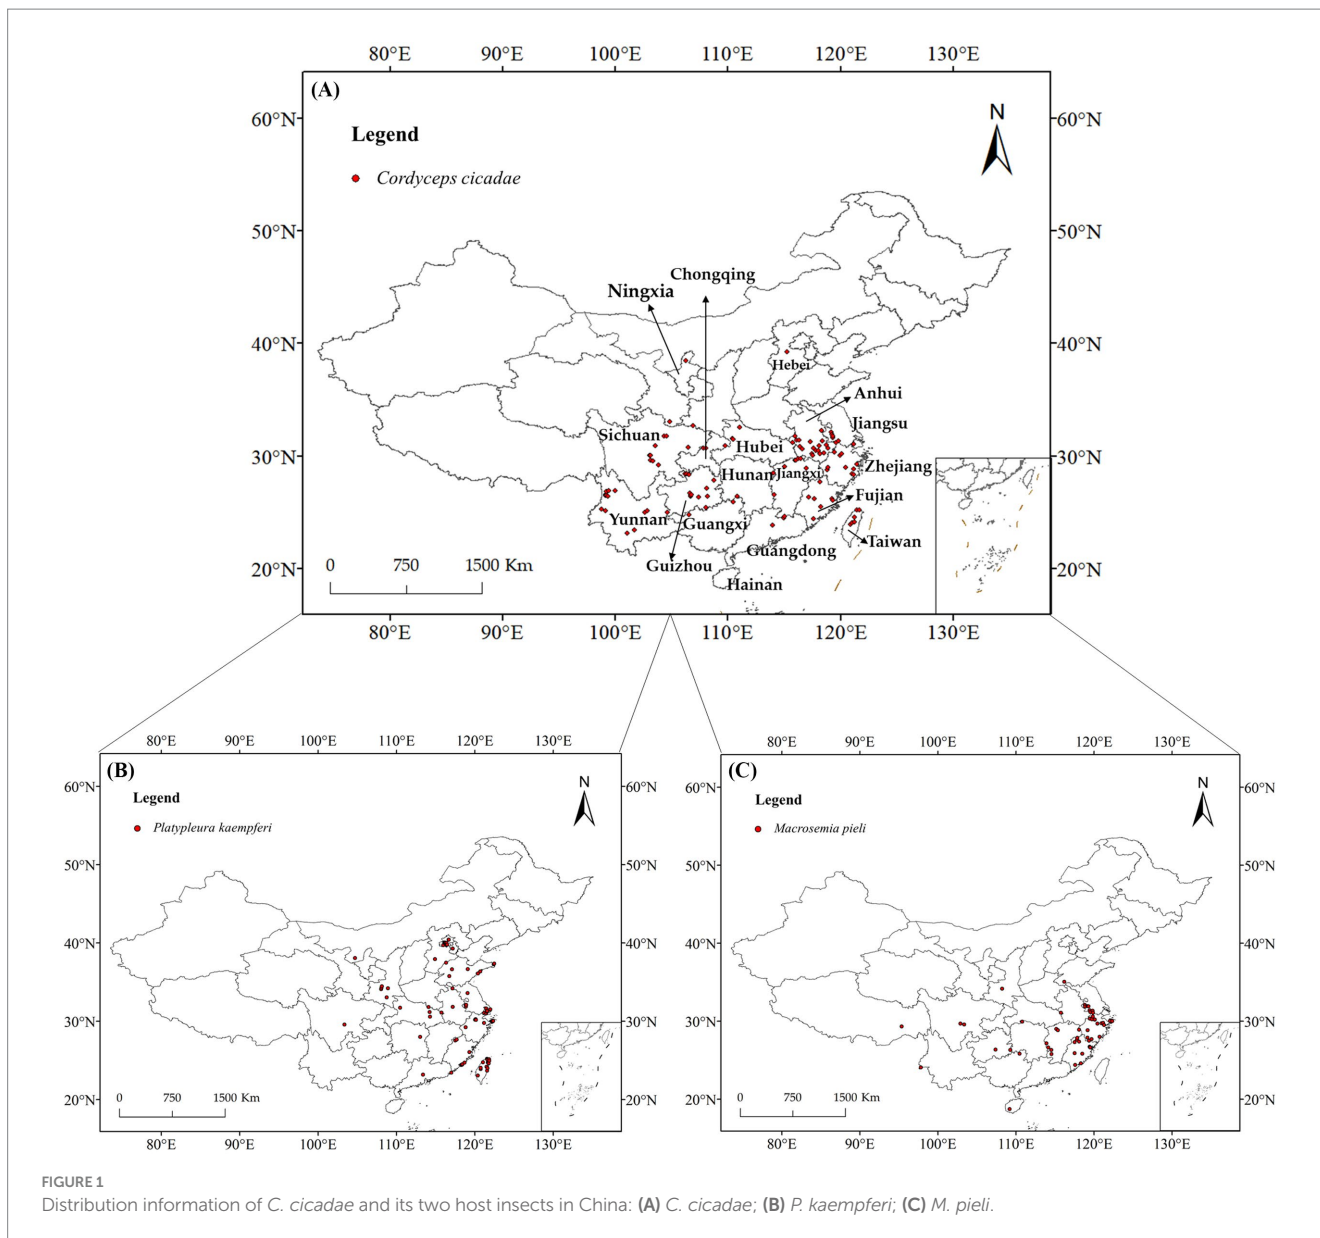 80°E 90°E 100°E 110°E 120°E 130°E
(A)
N
60°N 60°N
Legend
Cordyceps cicadae
50°N 50°N
Chongqing
Ningxia
40°N 40°N
Hebei
Anhui
Jiangsu
Sichuan Hubei
30°N Zhejiang 30°N
Hunan Jiangxi
Fujian
Yunnan Guangxi
Taiwan
Guangdong
Guizhou
0 750 1500 Km
20°N 20°N
Hainan
80°E 90°E 100°E 110°E 120°E 130°E
80°E 90°E 100°E 110°E 120°E 130°E
(B)
N
60°N 60°N
Legend
Platypleura kaempferi
50°N 50°N
40°N 40°N
30°N 30°N
0 750 1500 Km
20°N 20°N
80°E 90°E 100°E 110°E 120°E 130°E
80°E 90°E 100°E 110°E 120°E 130°E
(C)
N
60°N 60°N
Legend
Macrosemia pieli
50°N 50°N
40°N 40°N
30°N 30°N
0 750 1500 Km
20°N 20°N
80°E 90°E 100°E 110°E 120°E 130°E
FIGURE 1
Distribution information of C. cicadae and its two host insects in China: (A) C. cicadae; (B) P. kaempferi; (C) M. pieli.